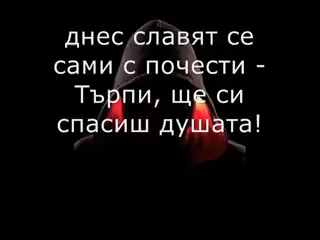 днес славят се
сами с почести -
Търпи, ще си
спасиш душата!